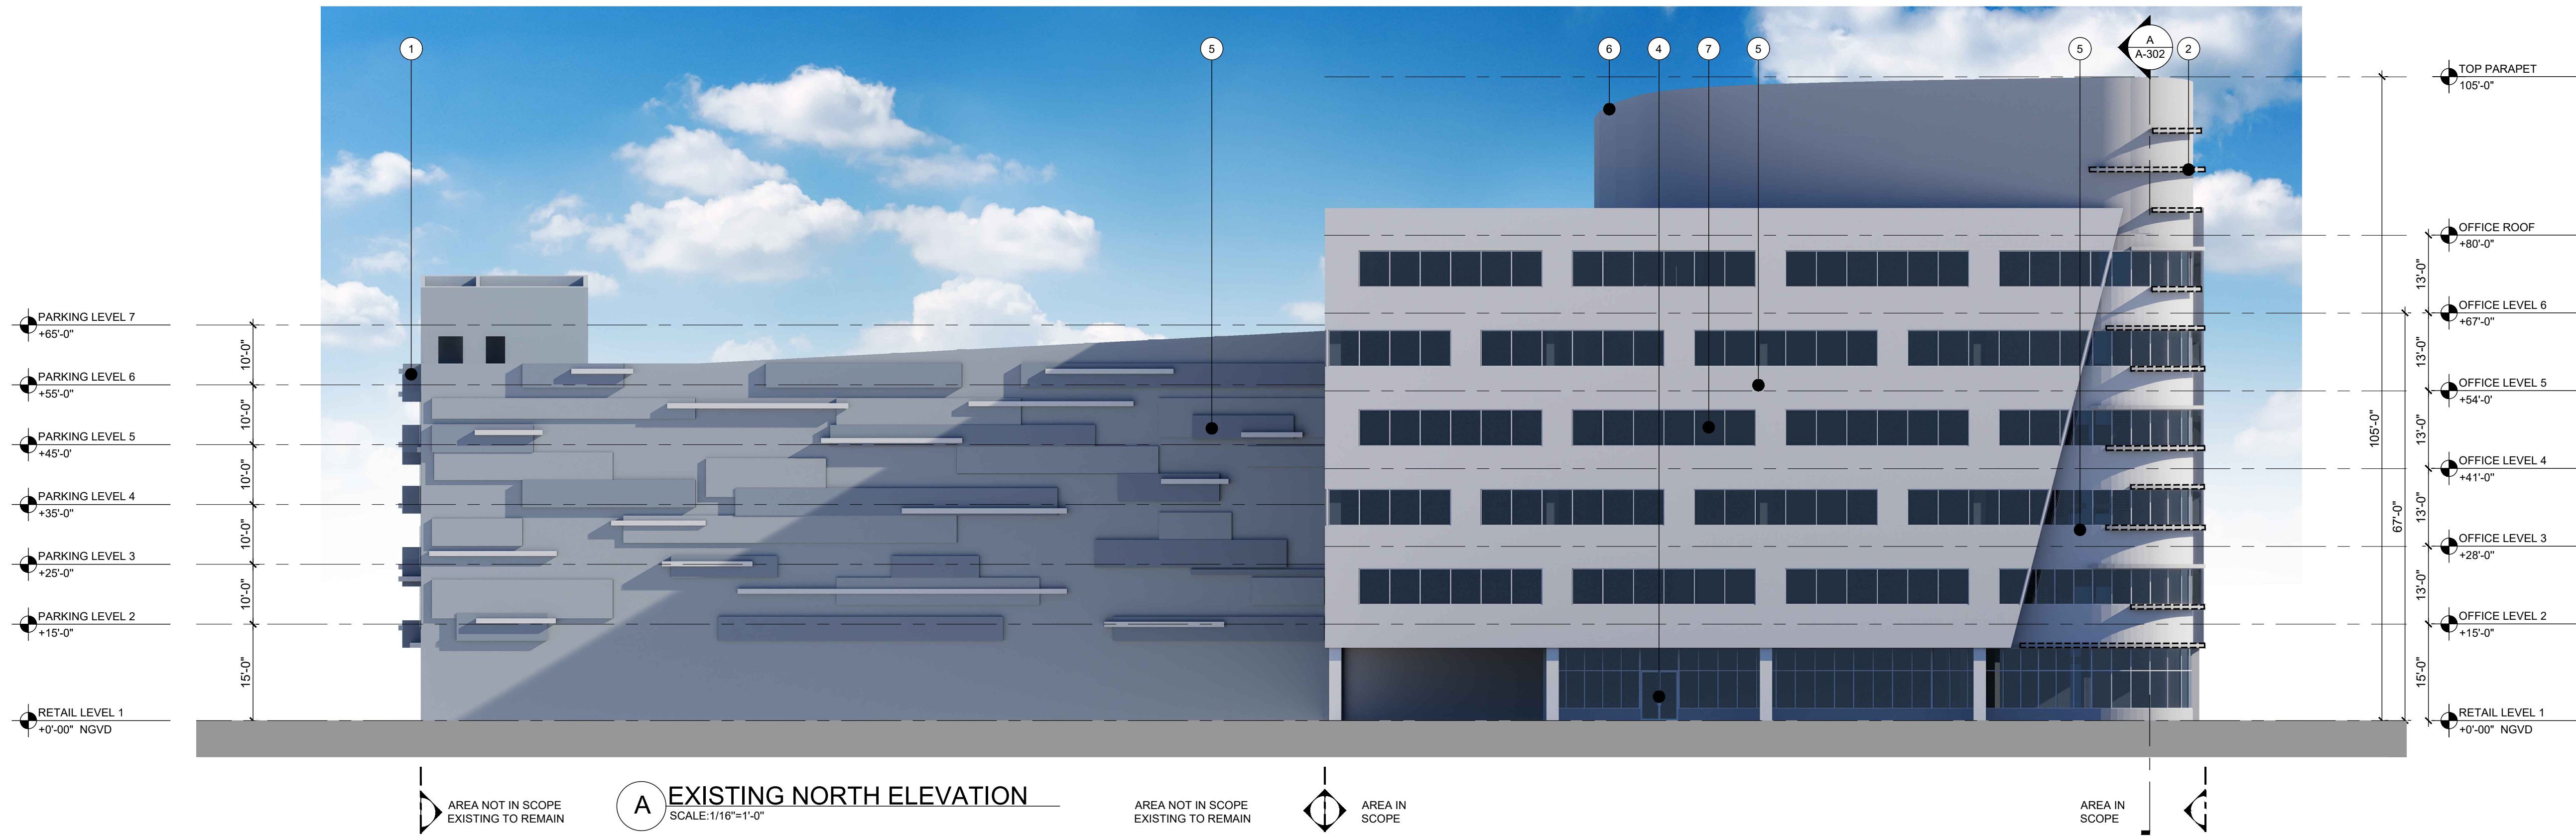 1
5
6
4
7
5
5
A
A-302
2
TOP PARAPET
105'-0"
OFFICE ROOF
+80'-0"
13'-0"
PARKING LEVEL 7
+65'-0"
10'-0"
OFFICE LEVEL 6
+67'-0"
13'-0"
PARKING LEVEL 6
+55'-0"
10'-0"
OFFICE LEVEL 5
+54'-0'
105'-0"
13'-0"
PARKING LEVEL 5
+45'-0'
10'-0"
OFFICE LEVEL 4
+41'-0"
67'-0"
13'-0"
PARKING LEVEL 4
+35'-0"
10'-0"
OFFICE LEVEL 3
+28'-0"
13'-0"
PARKING LEVEL 3
+25'-0"
10'-0"
PARKING LEVEL 2
+15'-0"
15'-0"
OFFICE LEVEL 2
+15'-0"
15'-0"
RETAIL LEVEL 1
+0'-00" NGVD
RETAIL LEVEL 1
+0'-00" NGVD
AREA NOT IN SCOPE
EXISTING TO REMAIN
A
EXISTING NORTH ELEVATION
SCALE:1/16"=1'-0"
AREA NOT IN SCOPE
EXISTING TO REMAIN
AREA IN
SCOPE
AREA IN
SCOPE